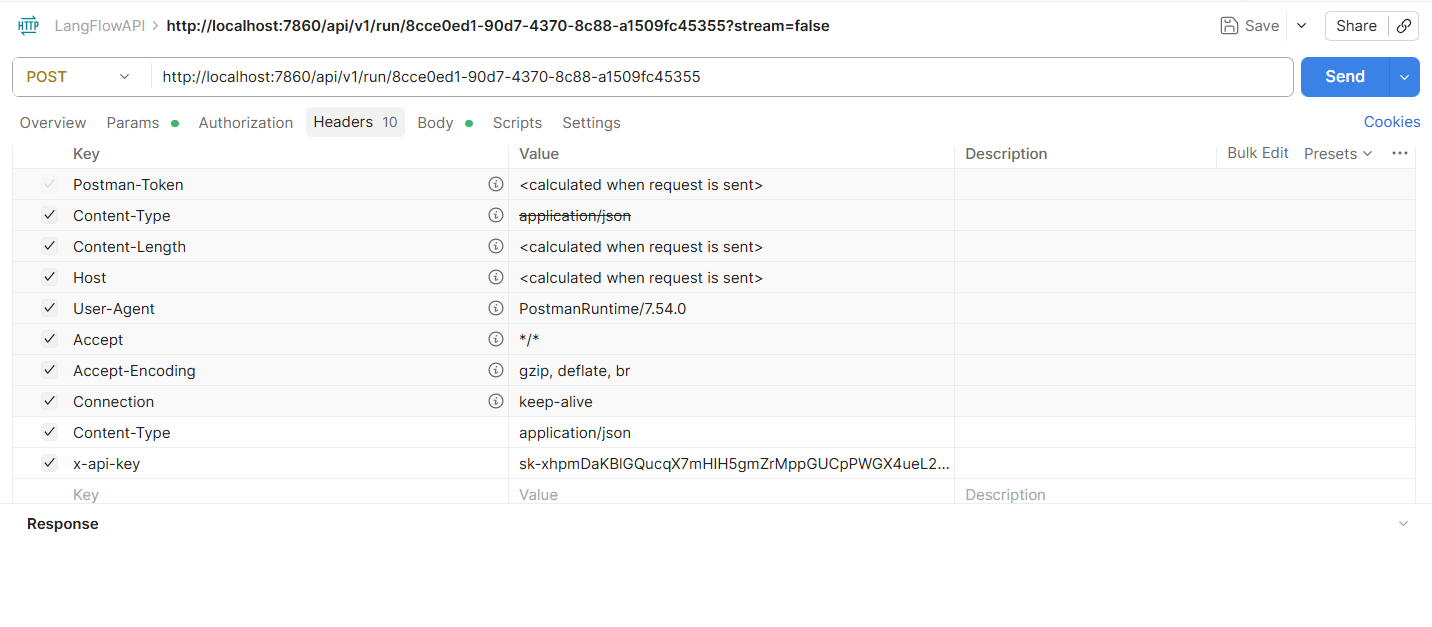 HTTP LangFlowAPI > http://localhost:7860/api/v1/run/8cce0ed1-90d7-4370-8c88-a1509fc45355?stream=false Save Share
POST http://localhost:7860/api/v1/run/8cce0ed1-90d7-4370-8c88-a1509fc45355 Send
Overview Params Authorization Headers 10 Body Scripts Settings Cookies
Key Value Description Bulk Edit Presets ...
Postman-Token <calculated when request is sent>
Content-Type application/json
Content-Length <calculated when request is sent>
Host <calculated when request is sent>
User-Agent PostmanRuntime/7.54.0
Accept */*
Accept-Encoding gzip, deflate, br
Connection keep-alive
Content-Type application/json
x-api-key sk-xhpmDaKBlGQucqX7mHIH5gmZrMppGUCpPWGX4ueL2...
Key Value Description
Response